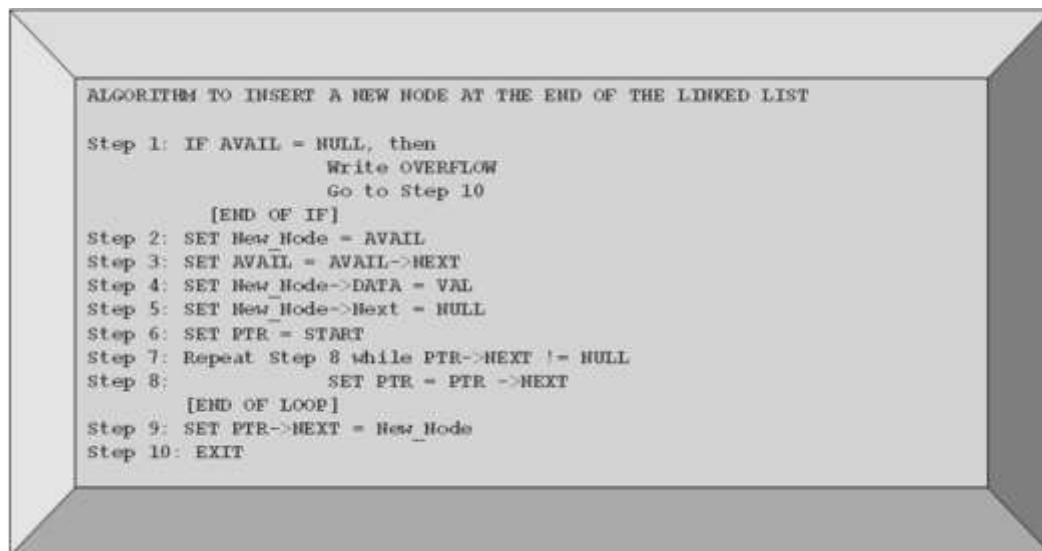 ALGORITHM TO INSERT A NEW NODE AT THE END OF THE LINKED LIST
Step 1: IF AVAIL = NULL, then
Write OVERFLOW
Go to Step 10
[END OF IF]
Step 2: SET New_Node = AVAIL
Step 3: SET AVAIL = AVAIL->NEXT
Step 4: SET New_Node->DATA = VAL
Step 5: SET New_Node->Next = NULL
Step 6: SET PTR = START
Step 7: Repeat Step 8 while PTR->NEXT != NULL
Step 8: SET PTR = PTR ->NEXT
[END OF LOOP]
Step 9: SET PTR->NEXT = New_Node
Step 10: EXIT